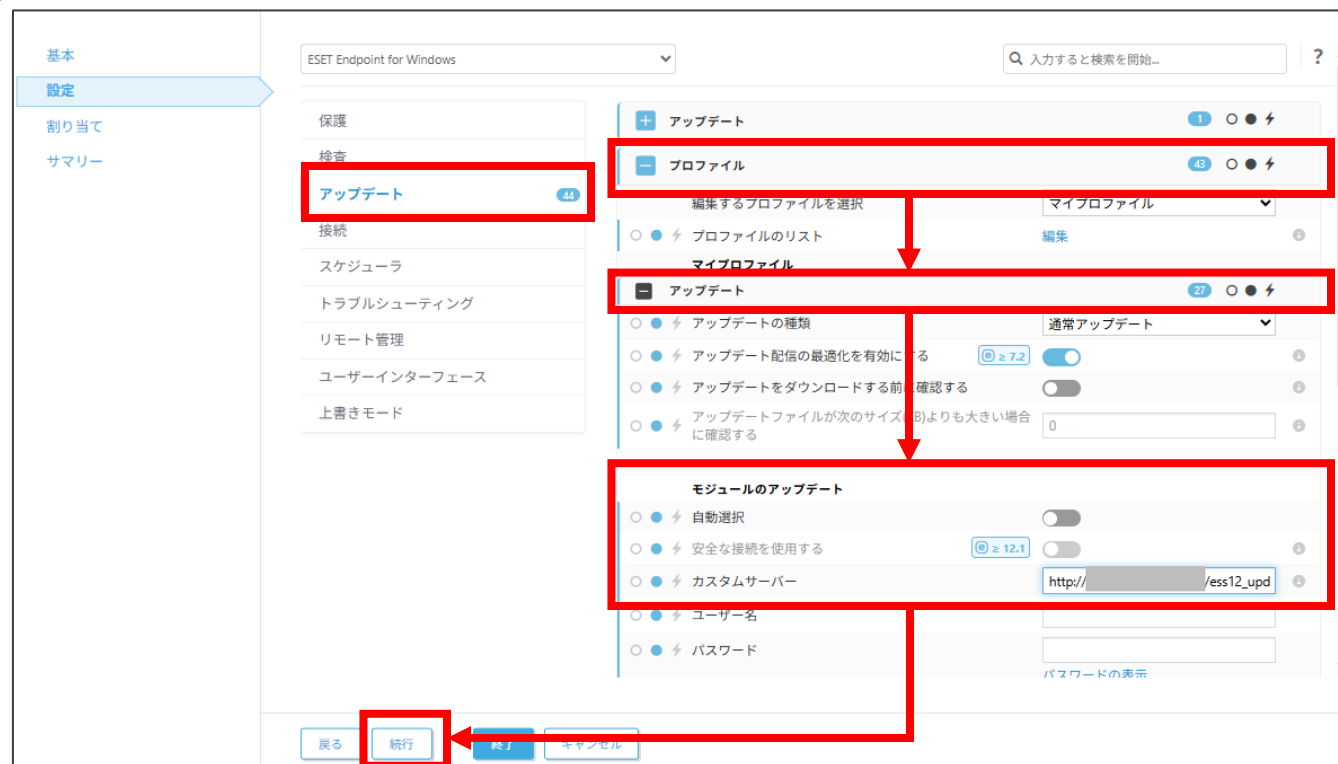 基本
設定
割り当て
サマリー
ESET Endpoint for Windows
入力すると検索を開始...
?
保護
検査
アップデート 44
接続
スケジューラ
トラブルシューティング
リモート管理
ユーザーインターフェース
上書きモード
アップデート 1
プロファイル 43
編集するプロファイルを選択 マイプロファイル
プロファイルのリスト 編集
マイプロファイル
アップデート 27
アップデートの種類 通常アップデート
アップデート配信の最適化を有効にする ≥ 7.2
アップデートをダウンロードする前に確認する
アップデートファイルが次のサイズ(KB)よりも大きい場合
に確認する 0
モジュールのアップデート
自動選択
安全な接続を使用する ≥ 12.1
カスタムサーバー http:// /ess12_upd
ユーザー名
パスワード
パスワードの表示
戻る 続行 終了 キャンセル